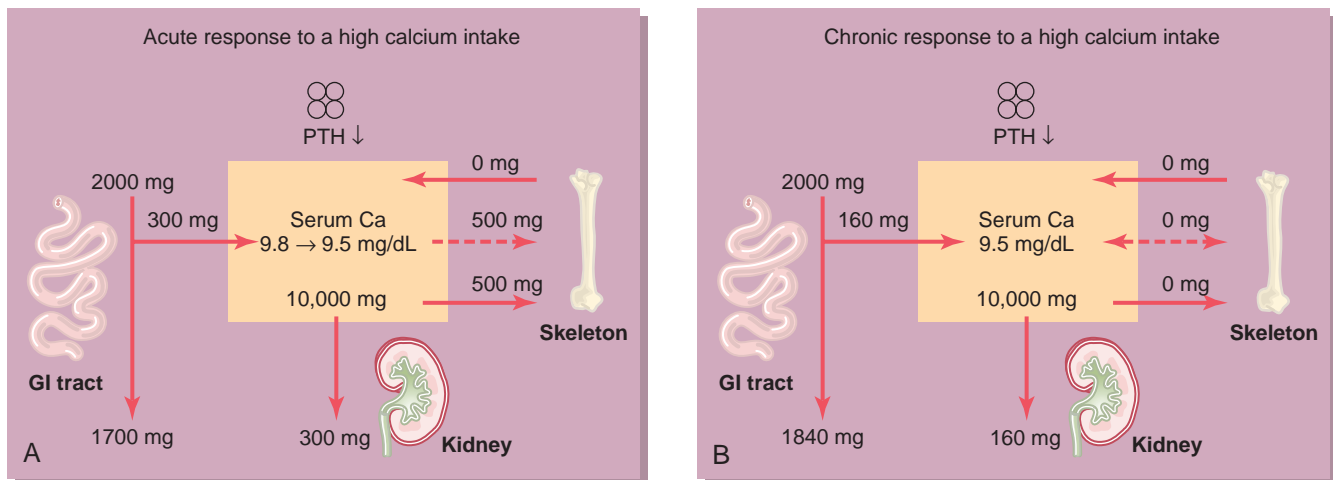 Acute response to a high calcium intake
PTH ↓
0 mg
2000 mg
300 mg
Serum Ca
9.8 → 9.5 mg/dL
500 mg
10,000 mg
500 mg
Skeleton
GI tract
1700 mg
300 mg
Kidney
A
Chronic response to a high calcium intake
PTH ↓
0 mg
2000 mg
160 mg
Serum Ca
9.5 mg/dL
0 mg
10,000 mg
0 mg
Skeleton
GI tract
1840 mg
160 mg
Kidney
B